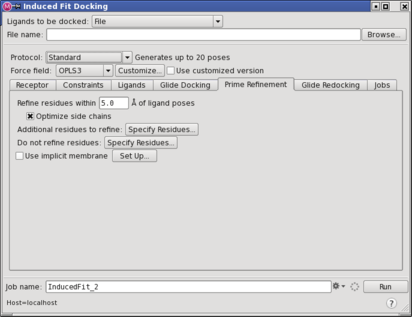 Induced Fit Docking
Ligands to be docked: File
File name: Browse...
Protocol: Standard Generates up to 20 poses
Force field: OPLS3 Customize... Use customized version
Receptor Constraints Ligands Glide Docking Prime Refinement Glide Redocking Jobs
Refine residues within 5.0 Å of ligand poses
Optimize side chains
Additional residues to refine: Specify Residues...
Do not refine residues: Specify Residues...
Use implicit membrane Set Up...
Job name: InducedFit_2 Run
Host=localhost ?